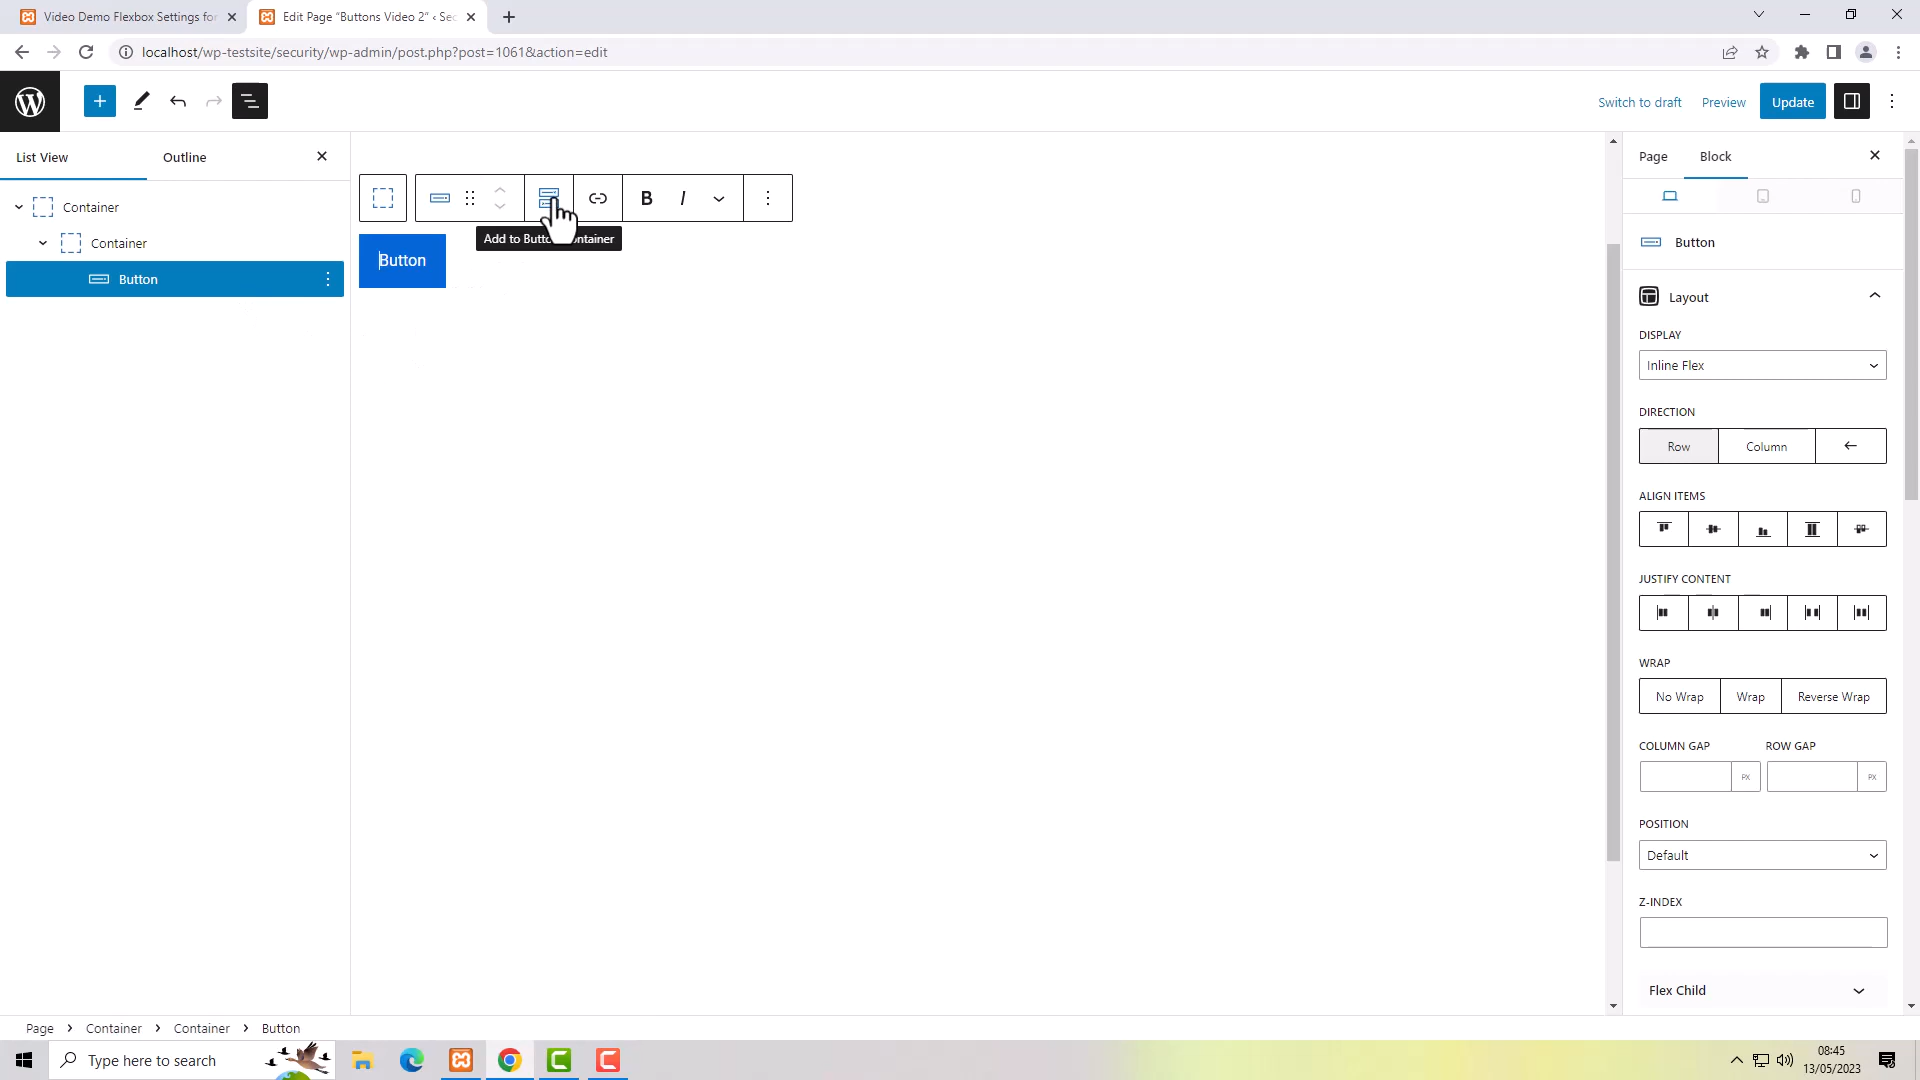 Video Demo Flexbox Settings for
Edit Page “Buttons Video 2” ‹ Sec
localhost/wp-testsite/security/wp-admin/post.php?post=1061&action=edit
Switch to draft
Preview
Update
List View
Outline
Container
Container
Button
B
I
Add to Button Container
Button
Page
Block
Button
Layout
DISPLAY
Inline Flex
DIRECTION
Row
Column
ALIGN ITEMS
JUSTIFY CONTENT
WRAP
No Wrap
Wrap
Reverse Wrap
COLUMN GAP
ROW GAP
PX
PX
POSITION
Default
Z-INDEX
Flex Child
Page > Container > Container > Button
Type here to search
08:45
13/05/2023